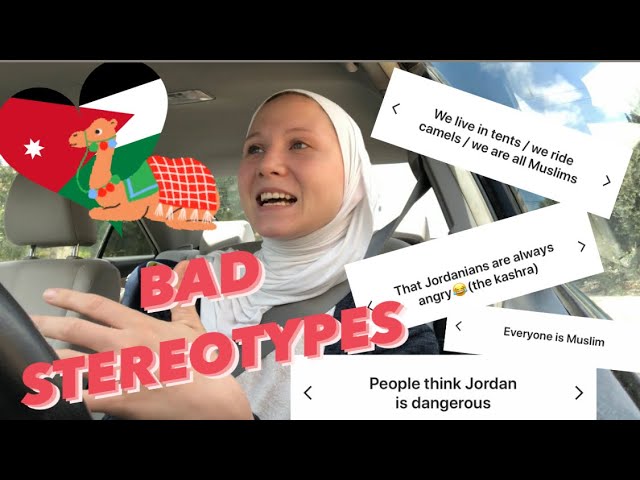 We live in tents / we ride
camels / we are all Muslims
That Jordanians are always
angry😂(the kashra)
BAD
STEREOTYPES
Everyone is Muslim
People think Jordan
is dangerous